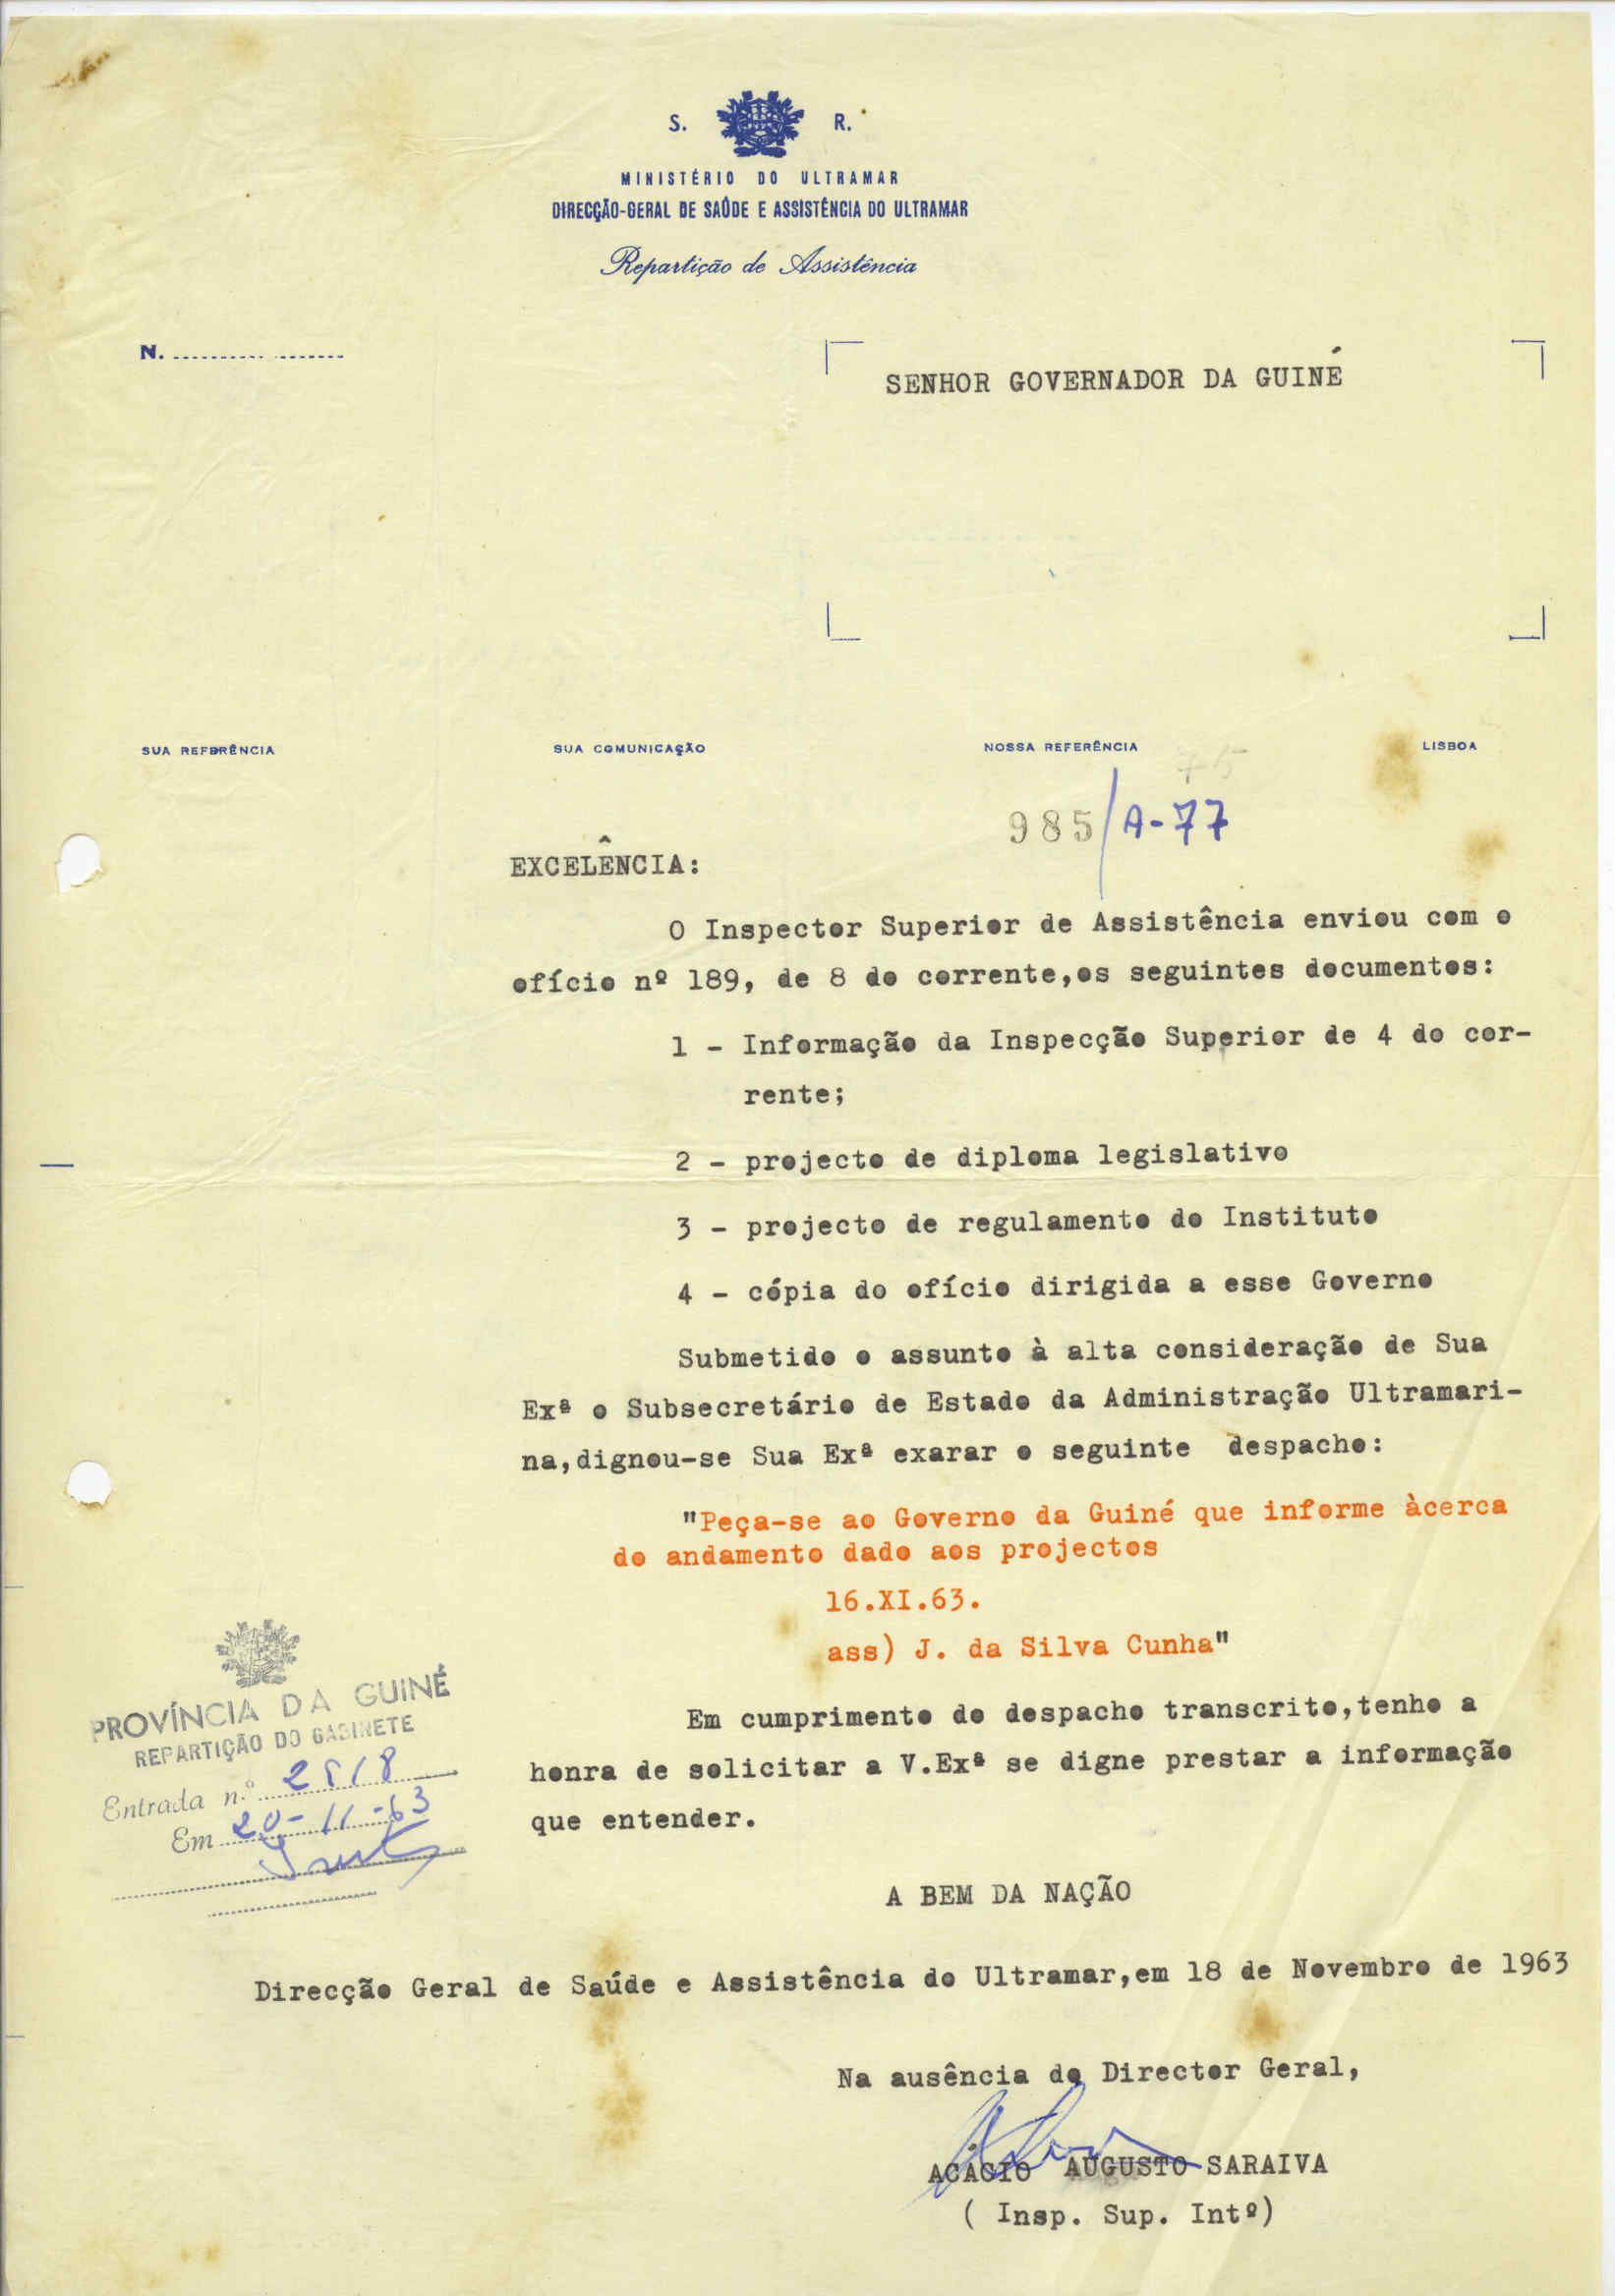 S. R.
MINISTÉRIO DO ULTRAMAR
DIRECÇÃO-GERAL DE SAÚDE E ASSISTÊNCIA DO ULTRAMAR
Repartição de Assistência
N. ....................
SENHOR GOVERNADOR DA GUINÉ
SUA REFERÊNCIA
SUA COMUNICAÇÃO
NOSSA REFERÊNCIA
LISBOA
75
985/A-77
EXCELÊNCIA:
O Inspector Superior de Assistência enviou com o
ofício nº 189, de 8 do corrente,os seguintes documentos:
1 - Informação da Inspecção Superior de 4 do cor-
rente;
2 - projecto de diploma legislativo
3 - projecto de regulamento do Instituto
4 - cópia do ofício dirigida a esse Governo
Submetido o assunto à alta consideração de Sua
Exª o Subsecretário de Estado da Administração Ultramari-
na,dignou-se Sua Exª exarar o seguinte despacho:
"Peça-se ao Governo da Guiné que informe àcerca
do andamento dado aos projectos
16.XI.63.
ass) J. da Silva Cunha"
Em cumprimento do despacho transcrito,tenho a
honra de solicitar a V.Exª se digne prestar a informação
que entender.
PROVÍNCIA DA GUINÉ
REPARTIÇÃO DO GABINETE
Entrada n.º
Em 20-11-63
A BEM DA NAÇÃO
Direcção Geral de Saúde e Assistência do Ultramar,em 18 de Novembro de 1963
Na ausência do Director Geral,
ACÁCIO AUGUSTO SARAIVA
( Insp. Sup. Intº)